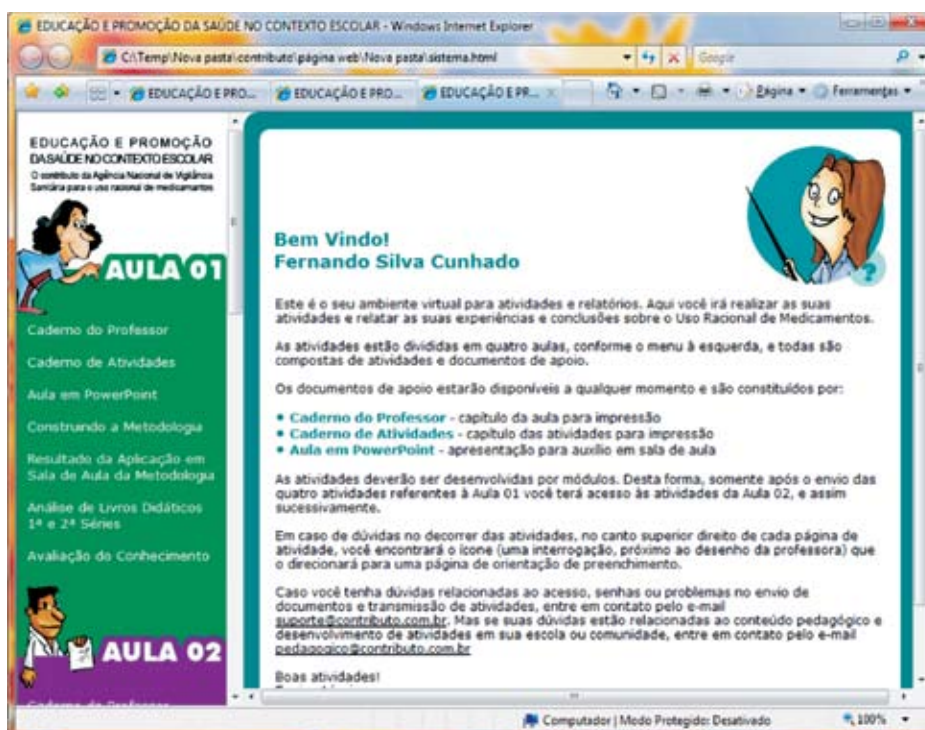 EDUCAÇÃO E PROMOÇÃO DA SAÚDE NO CONTEXTO ESCOLAR - Windows Internet Explorer
C:\Temp\Nova pasta\contributo\página web\Nova pasta\sistema.html
Google
EDUCAÇÃO E PRO...
EDUCAÇÃO E PRO...
EDUCAÇÃO E PR...
Página
Ferramentas
EDUCAÇÃO E PROMOÇÃO
DA SAÚDE NO CONTEXTO ESCOLAR
O contributo da Agência Nacional de Vigilância
Sanitária para o uso racional de medicamentos
AULA 01
Caderno do Professor
Caderno de Atividades
Aula em PowerPoint
Construindo a Metodologia
Resultado da Aplicação em
Sala de Aula da Metodologia
Análise de Livros Didáticos
1ª e 2ª Séries
Avaliação do Conhecimento
AULA 02
Caderno do Professor
?
Bem Vindo!
Fernando Silva Cunhado
Este é o seu ambiente virtual para atividades e relatórios. Aqui você irá realizar as suas
atividades e relatar as suas experiências e conclusões sobre o Uso Racional de Medicamentos.
As atividades estão divididas em quatro aulas, conforme o menu à esquerda, e todas são
compostas de atividades e documentos de apoio.
Os documentos de apoio estarão disponíveis a qualquer momento e são constituídos por:
• Caderno do Professor - capítulo da aula para impressão
• Caderno de Atividades - capítulo das atividades para impressão
• Aula em PowerPoint - apresentação para auxílio em sala de aula
As atividades deverão ser desenvolvidas por módulos. Desta forma, somente após o envio das
quatro atividades referentes à Aula 01 você terá acesso às atividades da Aula 02, e assim
sucessivamente.
Em caso de dúvidas no decorrer das atividades, no canto superior direito de cada página de
atividade, você encontrará o ícone (uma interrogação, próximo ao desenho da professora) que
o direcionará para uma página de orientação de preenchimento.
Caso você tenha dúvidas relacionadas ao acesso, senhas ou problemas no envio de
documentos e transmissão de atividades, entre em contato pelo e-mail
suporte@contributo.com.br. Mas se suas dúvidas estão relacionadas ao conteúdo pedagógico e
desenvolvimento de atividades em sua escola ou comunidade, entre em contato pelo e-mail
pedagogico@contributo.com.br
Boas atividades!
Computador | Modo Protegido: Desativado
100%